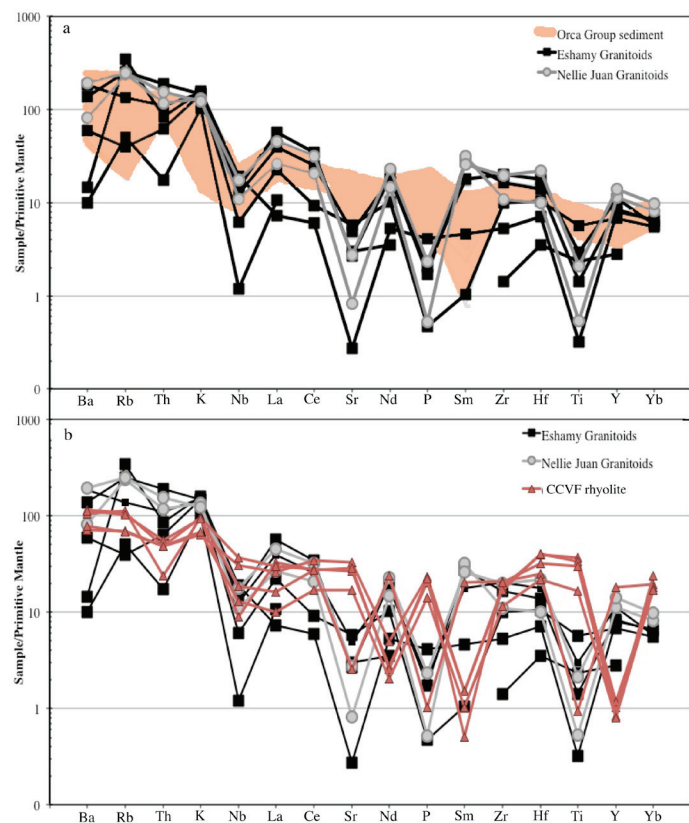 1000
a
Orca Group sediment
Eshamy Granitoids
100
Nellie Juan Granitoids
Sample/Primitive Mantle
10
1
0
Ba Rb Th K Nb La Ce Sr Nd P Sm Zr Hf Ti Y Yb
1000
b
Eshamy Granitoids
Nellie Juan Granitoids
100
CCVF rhyolite
Sample/Primitive Mantle
10
1
0
Ba Rb Th K Nb La Ce Sr Nd P Sm Zr Hf Ti Y Yb